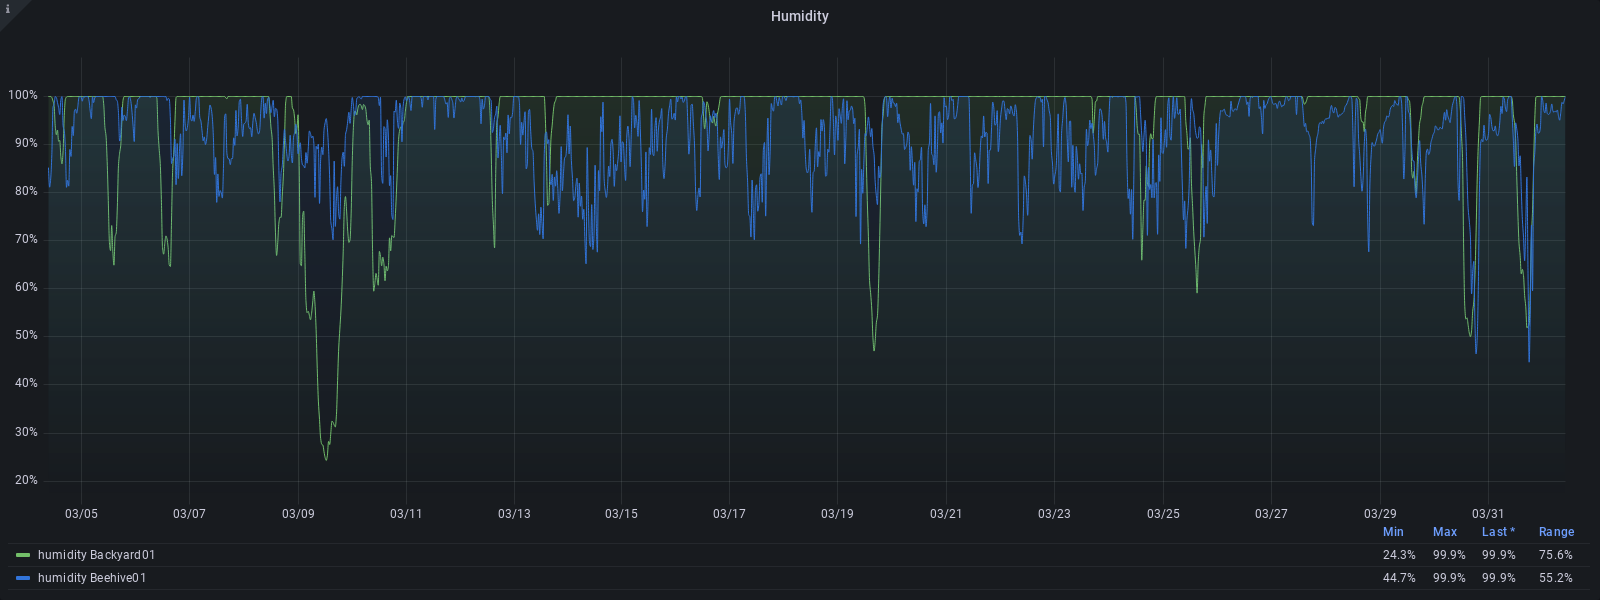 i
Humidity
100%
90%
80%
70%
60%
50%
40%
30%
20%
03/05 03/07 03/09 03/11 03/13 03/15 03/17 03/19 03/21 03/23 03/25 03/27 03/29 03/31
Min Max Last * Range
humidity Backyard01 24.3% 99.9% 99.9% 75.6%
humidity Beehive01 44.7% 99.9% 99.9% 55.2%